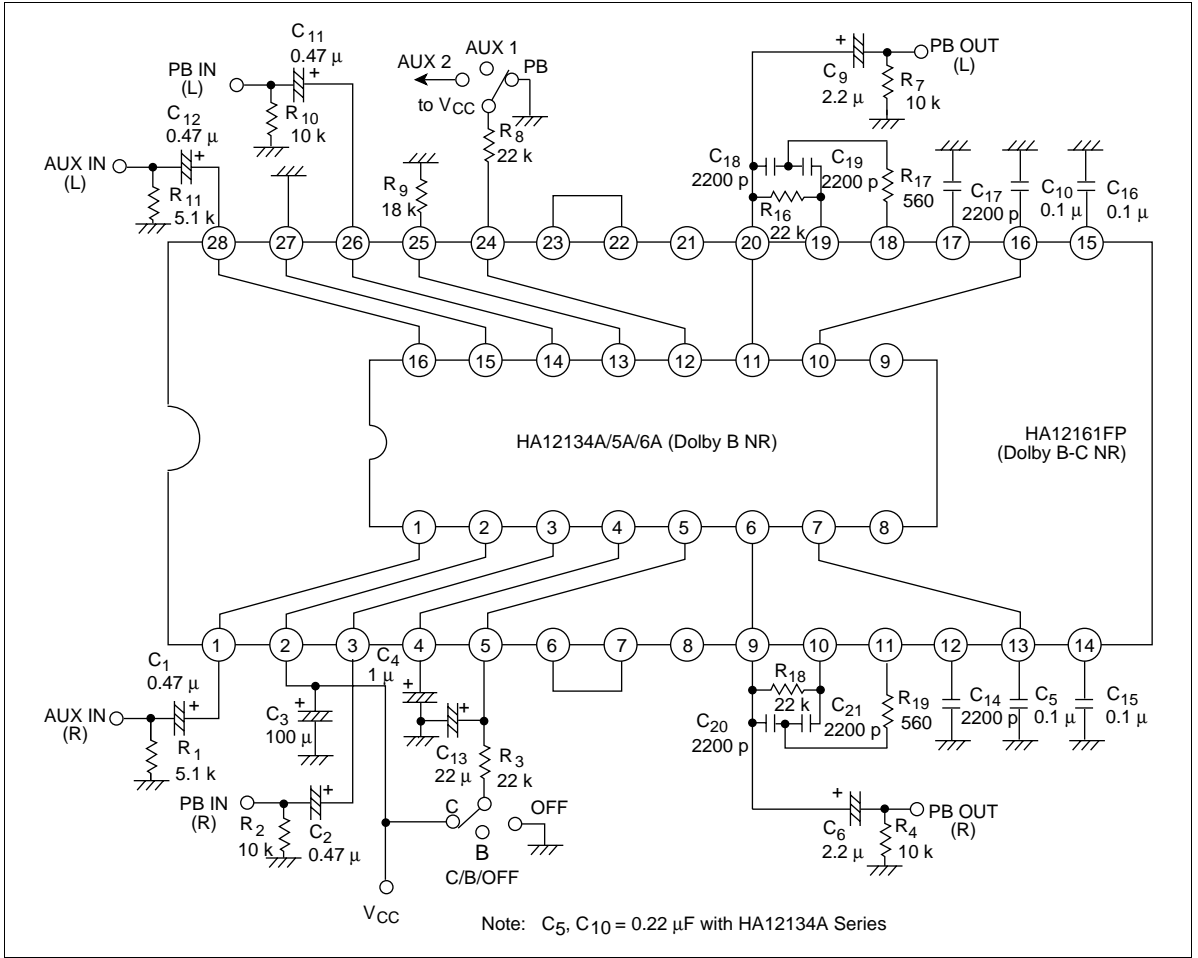 C11
0.47 μ
AUX 1
AUX 2
PB
to VCC
PB IN
(L)
R10
10 k
C12
0.47 μ
AUX IN
(L)
R11
5.1 k
R9
18 k
R8
22 k
PB OUT
(L)
C9
2.2 μ
R7
10 k
C18
2200 p
C19
2200 p
R16
22 k
R17
560
C17
2200 p
C10
0.1 μ
C16
0.1 μ
28 27 26 25 24 23 22 21 20 19 18 17 16 15
16 15 14 13 12 11 10 9
HA12134A/5A/6A (Dolby B NR)
HA12161FP
(Dolby B-C NR)
1 2 3 4 5 6 7 8
1 2 3 4 5 6 7 8 9 10 11 12 13 14
C1
0.47 μ
AUX IN
(R)
R1
5.1 k
C3
100 μ
C4
1 μ
C13
22 μ
R3
22 k
PB IN
(R)
R2
10 k
C2
0.47 μ
C
B
OFF
C/B/OFF
VCC
R18
22 k
C20
2200 p
C21
2200 p
R19
560
C14
2200 p
C5
0.1 μ
C15
0.1 μ
C6
2.2 μ
R4
10 k
PB OUT
(R)
Note: C5, C10 = 0.22 μF with HA12134A Series